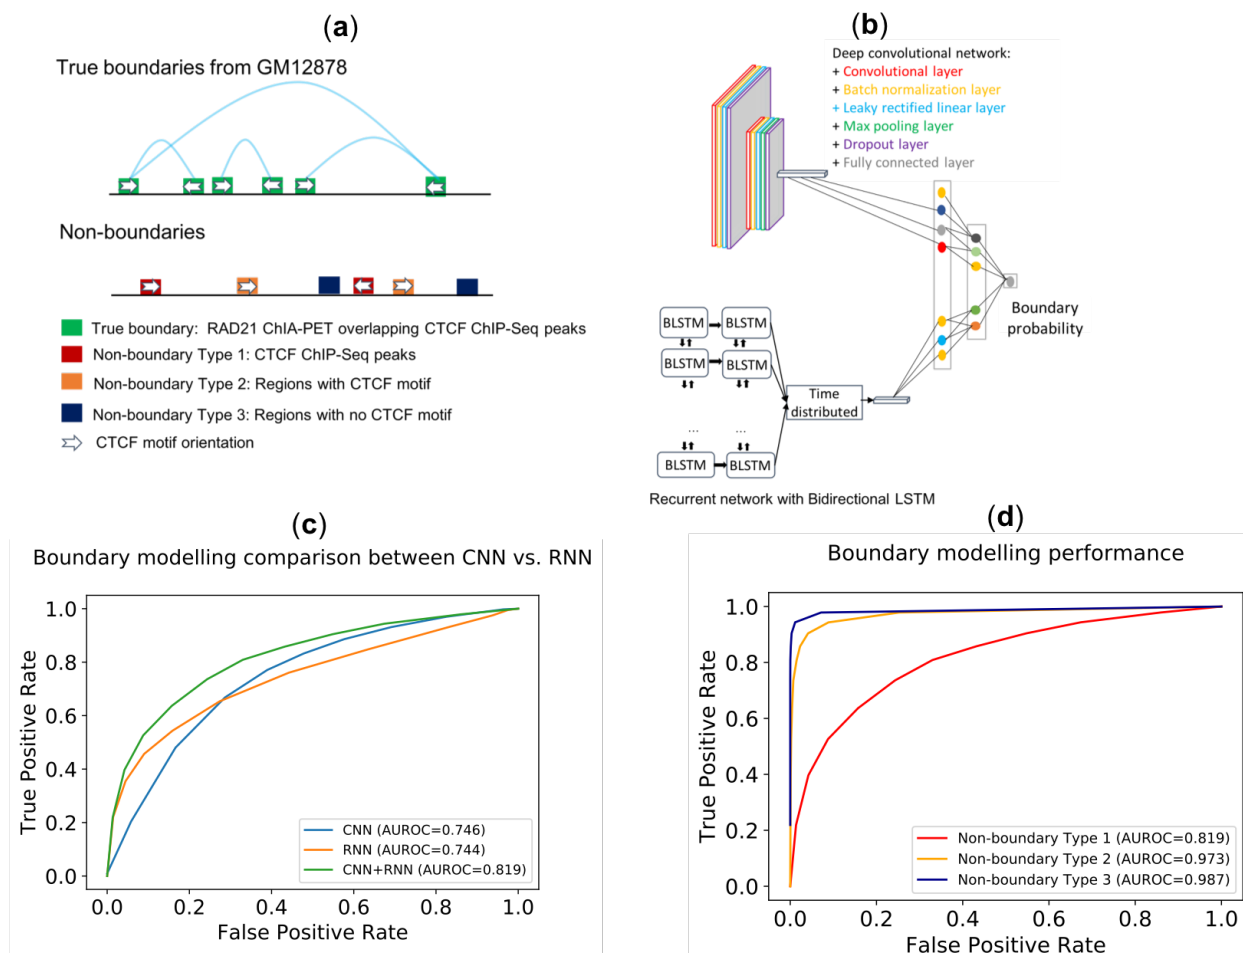 (a)
True boundaries from GM12878
Non-boundaries
True boundary: RAD21 ChIA-PET overlapping CTCF ChIP-Seq peaks
Non-boundary Type 1: CTCF ChIP-Seq peaks
Non-boundary Type 2: Regions with CTCF motif
Non-boundary Type 3: Regions with no CTCF motif
CTCF motif orientation
(b)
Deep convolutional network:
+ Convolutional layer
+ Batch normalization layer
+ Leaky rectified linear layer
+ Max pooling layer
+ Dropout layer
+ Fully connected layer
Boundary
probability
BLSTM BLSTM
BLSTM BLSTM
Time
distributed
... ...
BLSTM BLSTM
Recurrent network with Bidirectional LSTM
(c)
Boundary modelling comparison between CNN vs. RNN
True Positive Rate
1.0
0.8
0.6
0.4
0.2
0.0
CNN (AUROC=0.746)
RNN (AUROC=0.744)
CNN+RNN (AUROC=0.819)
0.0 0.2 0.4 0.6 0.8 1.0
False Positive Rate
(d)
Boundary modelling performance
True Positive Rate
1.0
0.8
0.6
0.4
0.2
0.0
Non-boundary Type 1 (AUROC=0.819)
Non-boundary Type 2 (AUROC=0.973)
Non-boundary Type 3 (AUROC=0.987)
0.0 0.2 0.4 0.6 0.8 1.0
False Positive Rate